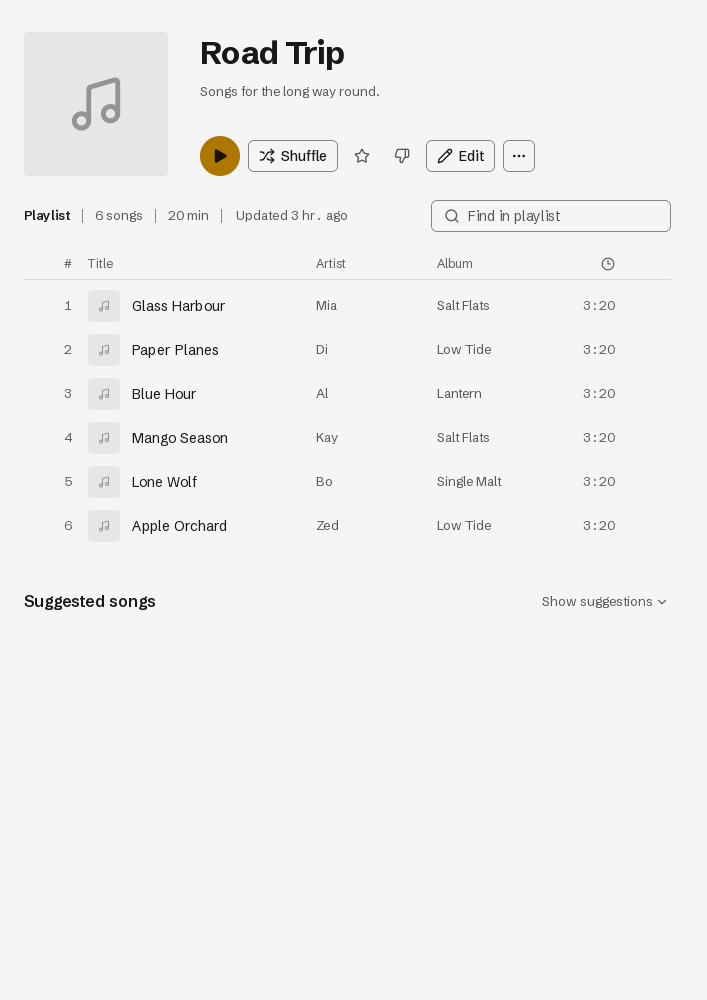 Road Trip
Songs for the long way round.
Shuffle Edit
Playlist 6 songs 20 min Updated 3 hr. ago Find in playlist
# Title Artist Album
1 Glass Harbour Mia Salt Flats 3:20
2 Paper Planes Di Low Tide 3:20
3 Blue Hour Al Lantern 3:20
4 Mango Season Kay Salt Flats 3:20
5 Lone Wolf Bo Single Malt 3:20
6 Apple Orchard Zed Low Tide 3:20
Suggested songs Show suggestions